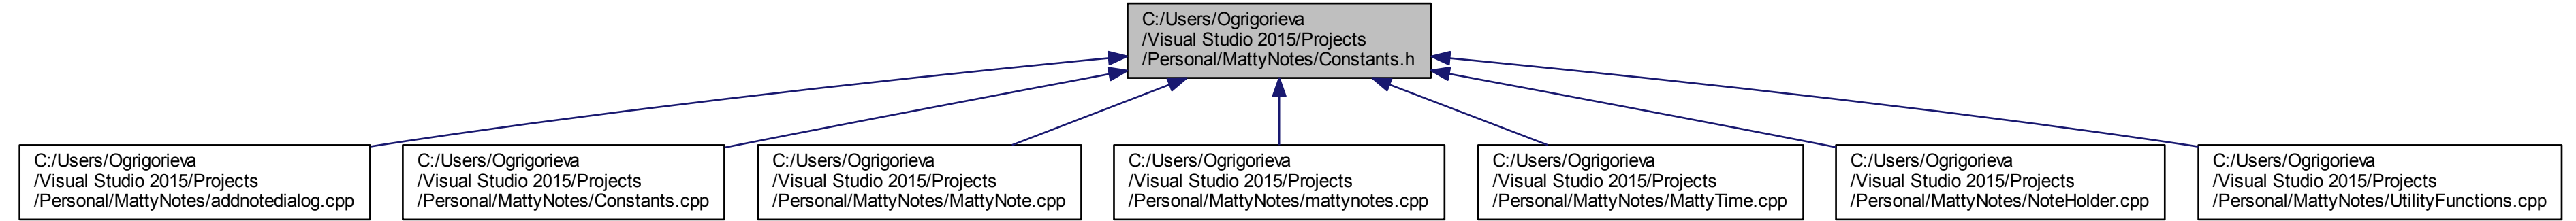 C:/Users/Ogrigorieva
/Visual Studio 2015/Projects
/Personal/MattyNotes/Constants.h
C:/Users/Ogrigorieva
/Visual Studio 2015/Projects
/Personal/MattyNotes/addnotedialog.cpp
C:/Users/Ogrigorieva
/Visual Studio 2015/Projects
/Personal/MattyNotes/Constants.cpp
C:/Users/Ogrigorieva
/Visual Studio 2015/Projects
/Personal/MattyNotes/MattyNote.cpp
C:/Users/Ogrigorieva
/Visual Studio 2015/Projects
/Personal/MattyNotes/mattynotes.cpp
C:/Users/Ogrigorieva
/Visual Studio 2015/Projects
/Personal/MattyNotes/MattyTime.cpp
C:/Users/Ogrigorieva
/Visual Studio 2015/Projects
/Personal/MattyNotes/NoteHolder.cpp
C:/Users/Ogrigorieva
/Visual Studio 2015/Projects
/Personal/MattyNotes/UtilityFunctions.cpp